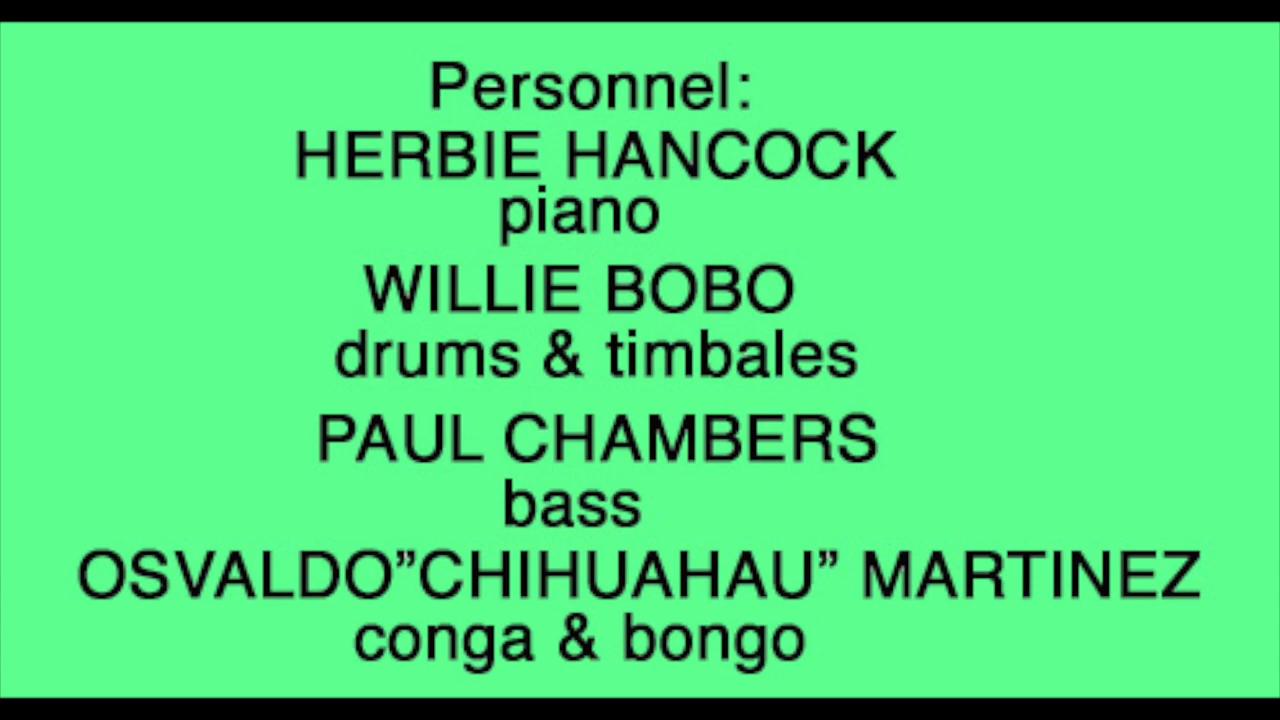 Personnel:
HERBIE HANCOCK
piano
WILLIE BOBO
drums & timbales
PAUL CHAMBERS
bass
OSVALDO”CHIHUAHAU” MARTINEZ
conga & bongo